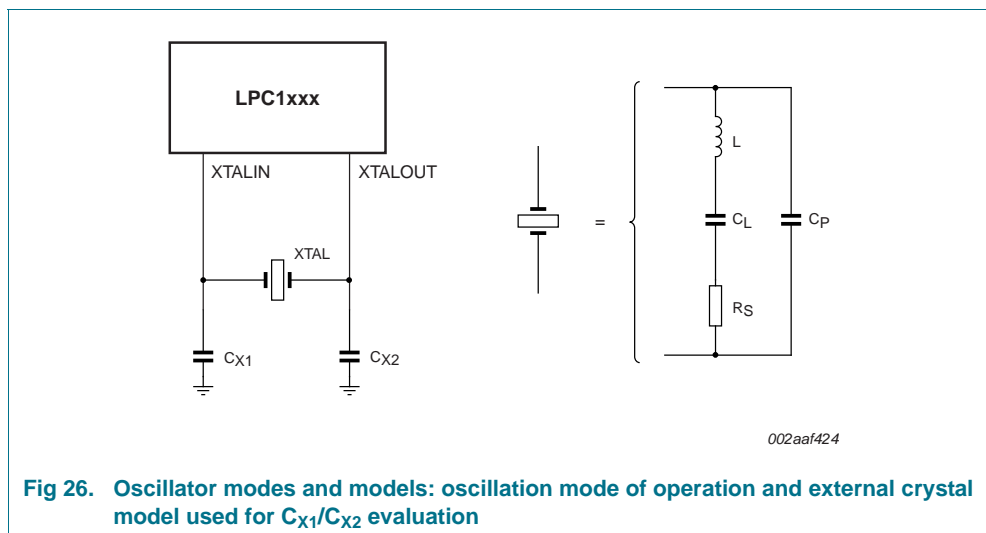 LPC1xxx
XTALIN
XTALOUT
XTAL
CX1
CX2
=
L
CL
CP
RS
002aaf424
Fig 26. Oscillator modes and models: oscillation mode of operation and external crystal
model used for CX1/CX2 evaluation